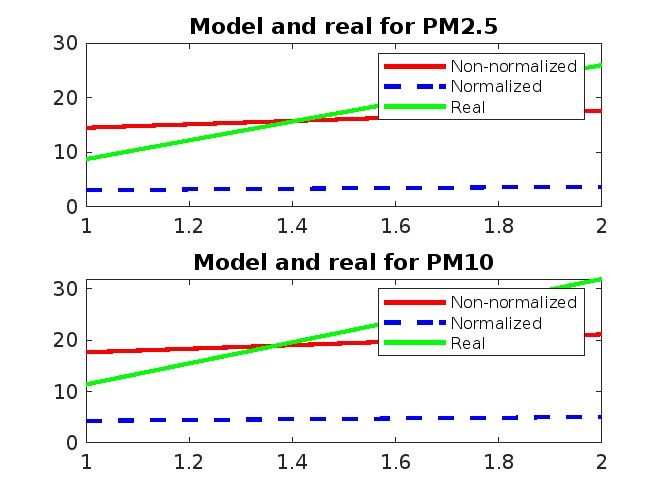 Model and real for PM2.5
30
20
10
0
Non-normalized
Normalized
Real
1
1.2
1.4
1.6
1.8
2
Model and real for PM10
30
20
10
0
Non-normalized
Normalized
Real
1
1.2
1.4
1.6
1.8
2